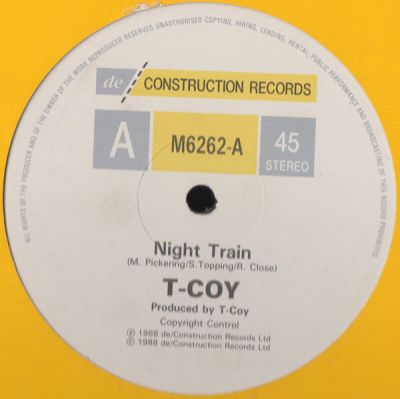 ALL RIGHTS OF THE PRODUCER AND OF THE OWNER OF THE WORK REPRODUCED RESERVED. UNAUTHORISED COPYING, HIRING, LENDING, RENTAL, PUBLIC PERFORMANCE AND BROADCASTING OF THIS RECORD PROHIBITED
de/CONSTRUCTION RECORDS
A M6262-A 45
STEREO
Night Train
(M. Pickering/S.Topping/R. Close)
T-COY
Produced by T-Coy
Copyright Control
℗ 1988 de/Construction Records Ltd
© 1988 de/Construction Records Ltd